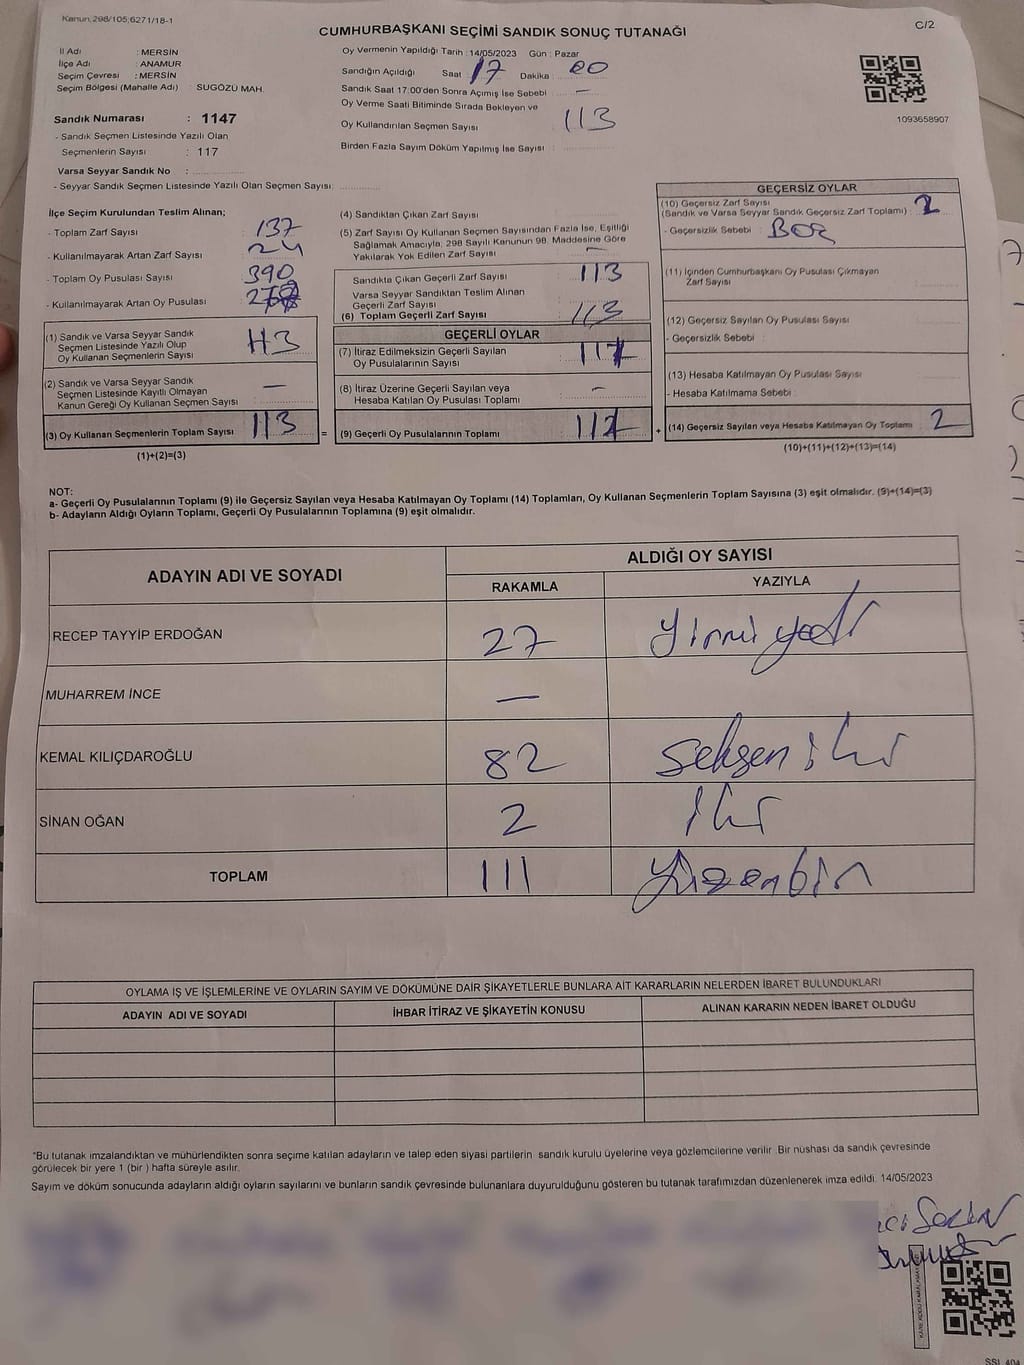 Kanun.298/105;6271/18-1
C/2
CUMHURBAŞKANI SEÇİMİ SANDIK SONUÇ TUTANAĞI
İl Adı : MERSİN
İlçe Adı : ANAMUR
Seçim Çevresi : MERSİN
Seçim Bölgesi (Mahalle Adı) SUGÖZÜ MAH.
Sandık Numarası : 1147
- Sandık Seçmen Listesinde Yazılı Olan
Seçmenlerin Sayısı : 117
Varsa Seyyar Sandık No :
- Seyyar Sandık Seçmen Listesinde Yazılı Olan Seçmen Sayısı:
Oy Vermenin Yapıldığı Tarih : 14/05/2023 Gün : Pazar
Sandığın Açıldığı Saat : 17 Dakika :
Sandık Saat 17:00'den Sonra Açımış İse Sebebi : –
Oy Verme Saati Bitiminde Sırada Bekleyen ve
Oy Kullandırılan Seçmen Sayısı : 113
Birden Fazla Sayım Döküm Yapılmış İse Sayısı :
1093658907
İlçe Seçim Kurulundan Teslim Alınan;
- Toplam Zarf Sayısı : 137
- Kullanılmayarak Artan Zarf Sayısı : 24
- Toplam Oy Pusulası Sayısı : 390
- Kullanılmayarak Artan Oy Pusulası :
(1) Sandık ve Varsa Seyyar Sandık
Seçmen Listesinde Yazılı Olup
Oy Kullanan Seçmenlerin Sayısı 113
(2) Sandık ve Varsa Seyyar Sandık
Seçmen Listesinde Kayıtlı Olmayan
Kanun Gereği Oy Kullanan Seçmen Sayısı –
(3) Oy Kullanan Seçmenlerin Toplam Sayısı 113
(1)+(2)=(3)
=
(4) Sandıktan Çıkan Zarf Sayısı
(5) Zarf Sayısı Oy Kullanan Seçmen Sayısından Fazla İse, Eşitliği
Sağlamak Amacıyla, 298 Sayılı Kanunun 98. Maddesine Göre
Yakılarak Yok Edilen Zarf Sayısı –
Sandıkta Çıkan Geçerli Zarf Sayısı 113
Varsa Seyyar Sandıktan Teslim Alınan
Geçerli Zarf Sayısı
(6) Toplam Geçerli Zarf Sayısı 113
GEÇERLİ OYLAR
(7) İtiraz Edilmeksizin Geçerli Sayılan
Oy Pusulalarının Sayısı
(8) İtiraz Üzerine Geçerli Sayılan veya
Hesaba Katılan Oy Pusulası Toplamı –
(9) Geçerli Oy Pusulalarının Toplamı
+
GEÇERSİZ OYLAR
(10) Geçersiz Zarf Sayısı
(Sandık ve Varsa Seyyar Sandık Geçersiz Zarf Toplamı) : 2
- Geçersizlik Sebebi :
(11) İçinden Cumhurbaşkanı Oy Pusulası Çıkmayan
Zarf Sayısı :
(12) Geçersiz Sayılan Oy Pusulası Sayısı
- Geçersizlik Sebebi :
(13) Hesaba Katılmayan Oy Pusulası Sayısı
- Hesaba Katılmama Sebebi :
(14) Geçersiz Sayılan veya Hesaba Katılmayan Oy Toplamı 2
(10)+(11)+(12)+(13)=(14)
NOT:
a- Geçerli Oy Pusulalarının Toplamı (9) ile Geçersiz Sayılan veya Hesaba Katılmayan Oy Toplamı (14) Toplamları, Oy Kullanan Seçmenlerin Toplam Sayısına (3) eşit olmalıdır. (9)+(14)=(3)
b- Adayların Aldığı Oyların Toplamı, Geçerli Oy Pusulalarının Toplamına (9) eşit olmalıdır.
ADAYIN ADI VE SOYADI
ALDIĞI OY SAYISI
RAKAMLA YAZIYLA
RECEP TAYYİP ERDOĞAN 27 yirmi yedi
MUHARREM İNCE –
KEMAL KILIÇDAROĞLU 82 seksen iki
SİNAN OĞAN 2 iki
TOPLAM 111 yüzonbir
OYLAMA İŞ VE İŞLEMLERİNE VE OYLARIN SAYIM VE DÖKÜMÜNE DAİR ŞİKAYETLERLE BUNLARA AİT KARARLARIN NELERDEN İBARET BULUNDUKLARI
ADAYIN ADI VE SOYADI İHBAR İTİRAZ VE ŞİKAYETİN KONUSU ALINAN KARARIN NEDEN İBARET OLDUĞU
*Bu tutanak imzalandıktan ve mühürlendikten sonra seçime katılan adayların ve talep eden siyasi partilerin sandık kurulu üyelerine veya gözlemcilerine verilir. Bir nüshası da sandık çevresinde
görülecek bir yere 1 (bir ) hafta süreyle asılır.
Sayım ve döküm sonucunda adayların aldığı oyların sayılarını ve bunların sandık çevresinde bulunanlara duyurulduğunu gösteren bu tutanak tarafımızdan düzenlenerek imza edildi. 14/05/2023